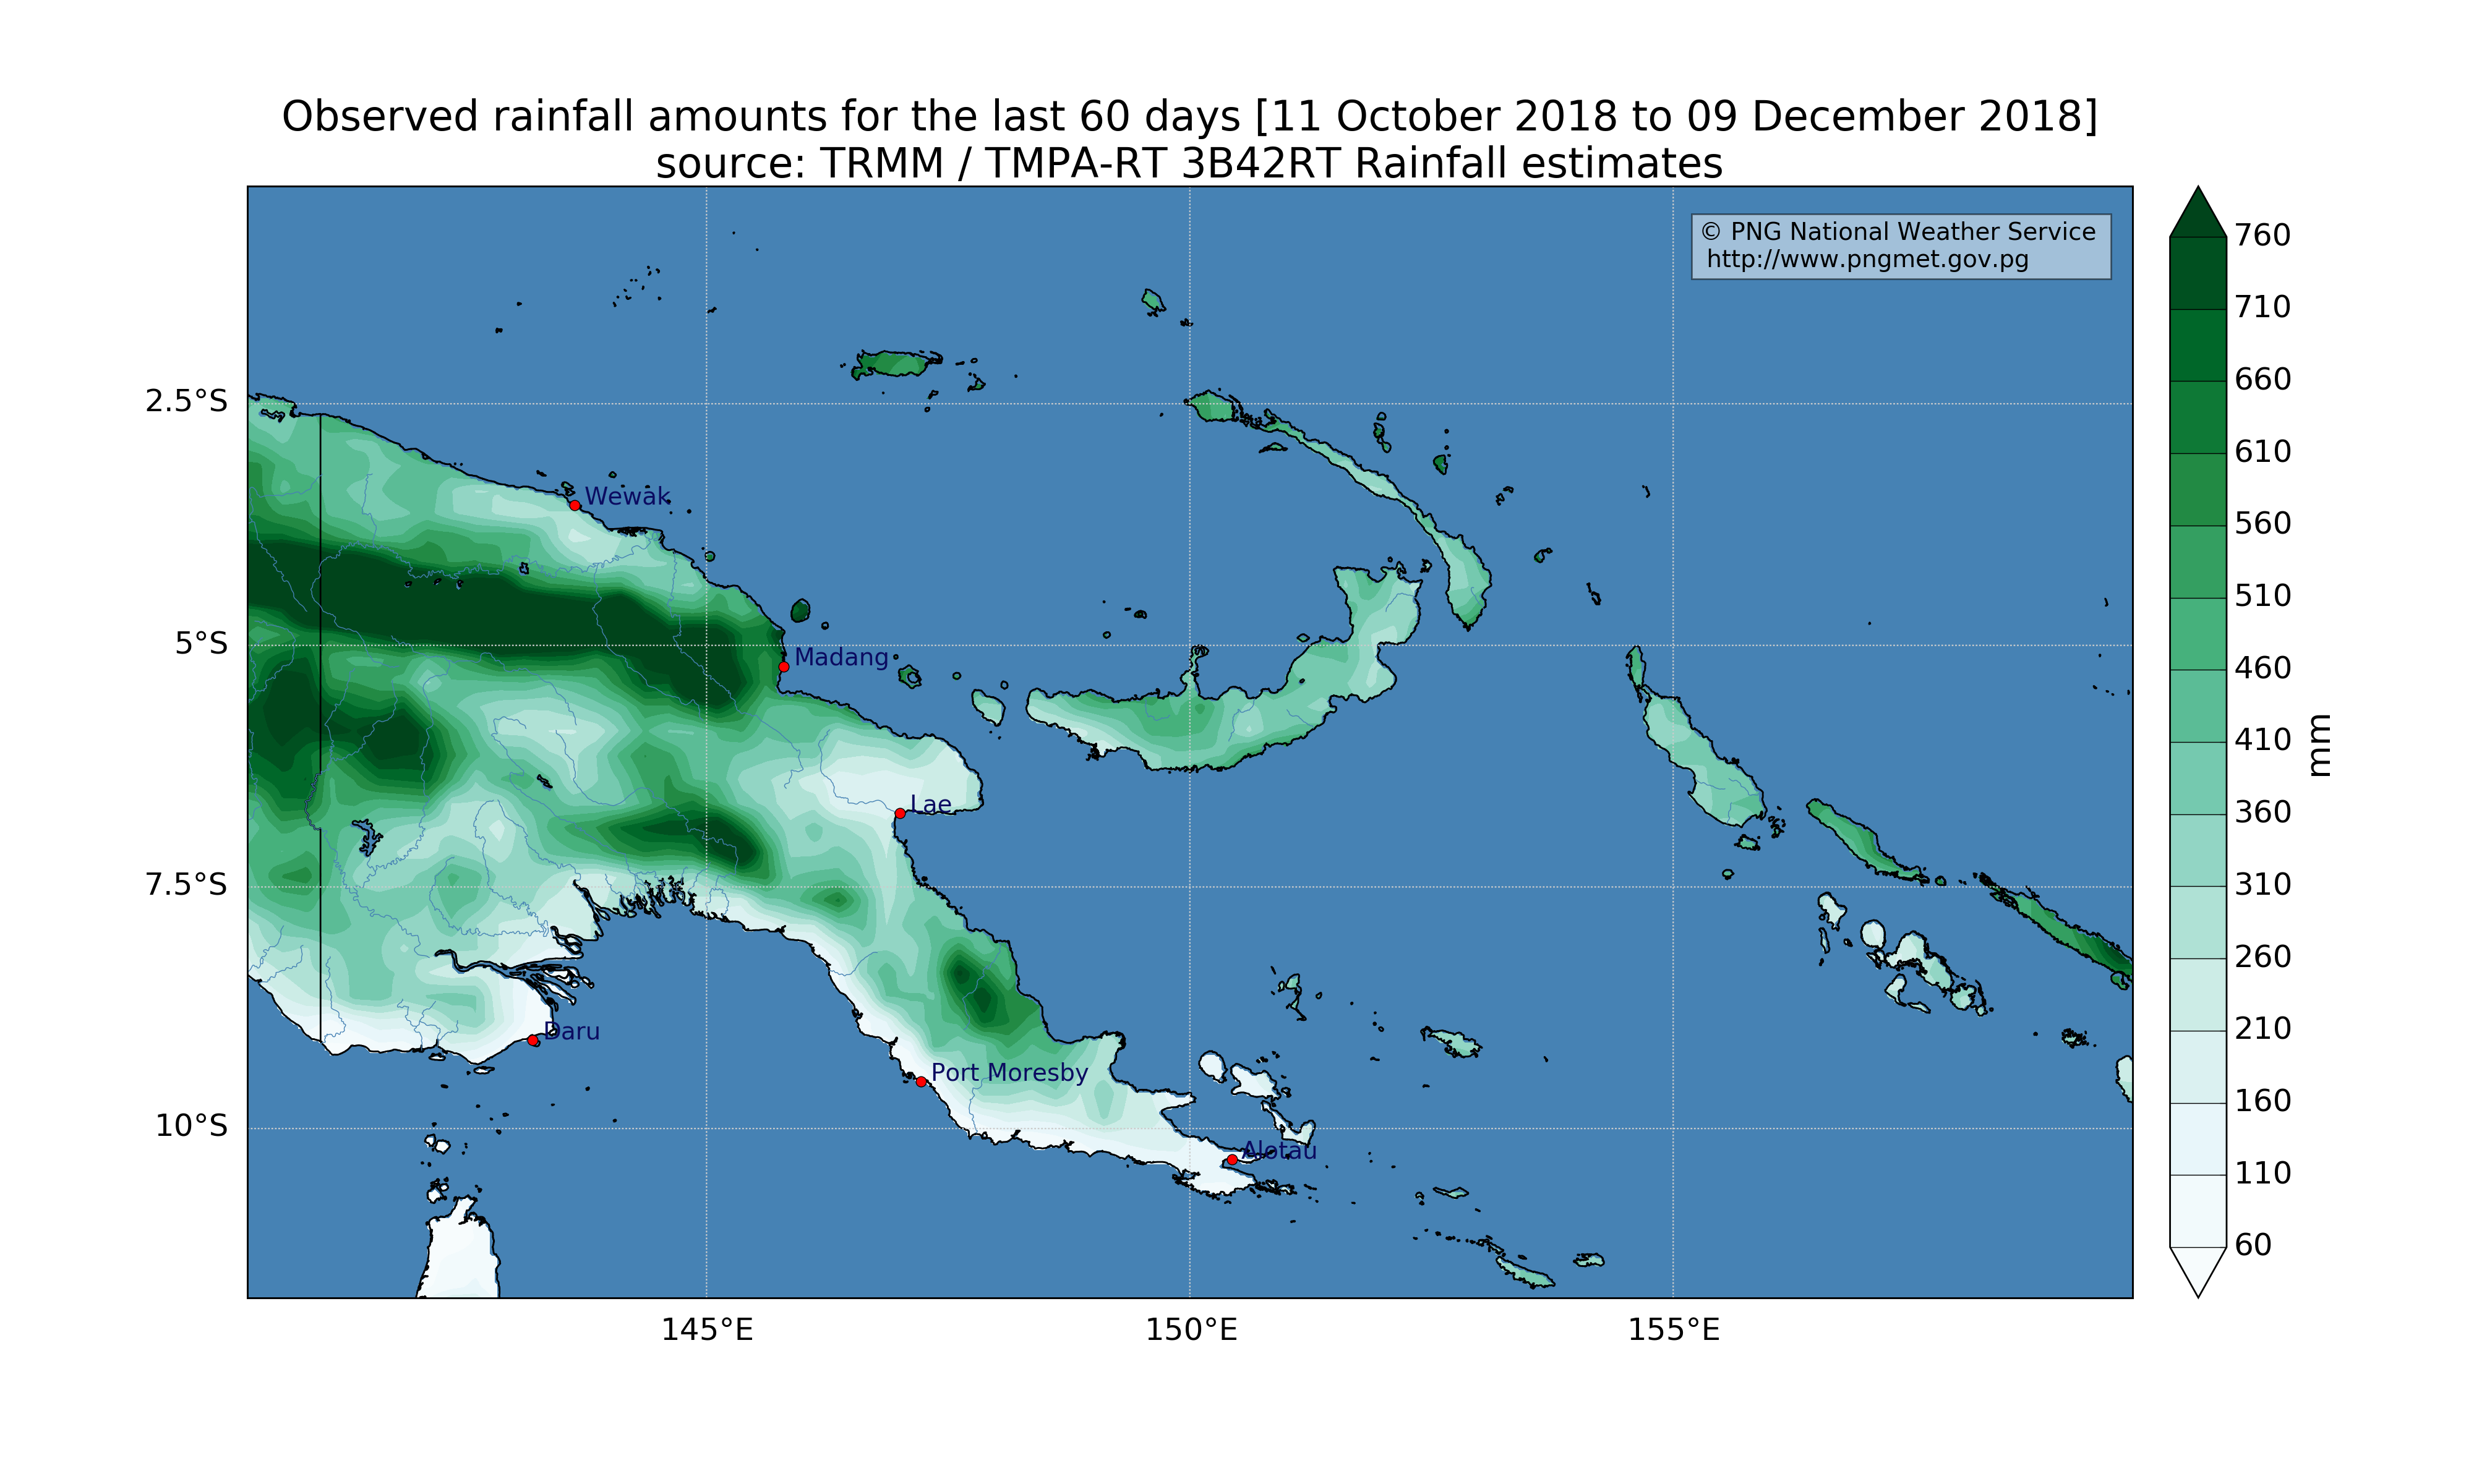 Observed rainfall amounts for the last 60 days [11 October 2018 to 09 December 2018]
source: TRMM / TMPA-RT 3B42RT Rainfall estimates
© PNG National Weather Service
http://www.pngmet.gov.pg
760
710
660
610
560
510
460
410
360
310
260
210
160
110
60
mm
2.5°S
5°S
7.5°S
10°S
Wewak
Madang
Lae
Daru
Port Moresby
Alotau
145°E
150°E
155°E